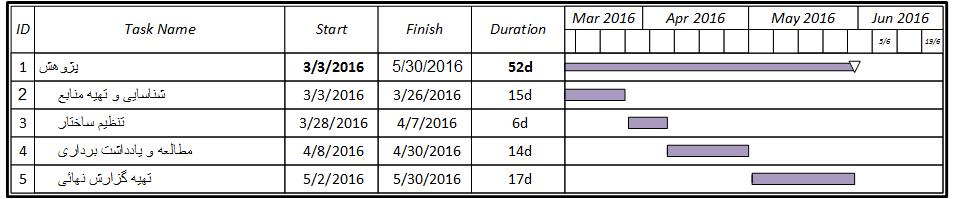 ID Task Name Start Finish Duration Mar 2016 Apr 2016 May 2016 Jun 2016
5/6 19/6
1 پژوهش 3/3/2016 5/30/2016 52d
2 شناسایی و تهیه منابع 3/3/2016 3/26/2016 15d
3 تنظیم ساختار 3/28/2016 4/7/2016 6d
4 مطالعه و یادداشت برداری 4/8/2016 4/30/2016 14d
5 تهیه گزارش نهائی 5/2/2016 5/30/2016 17d